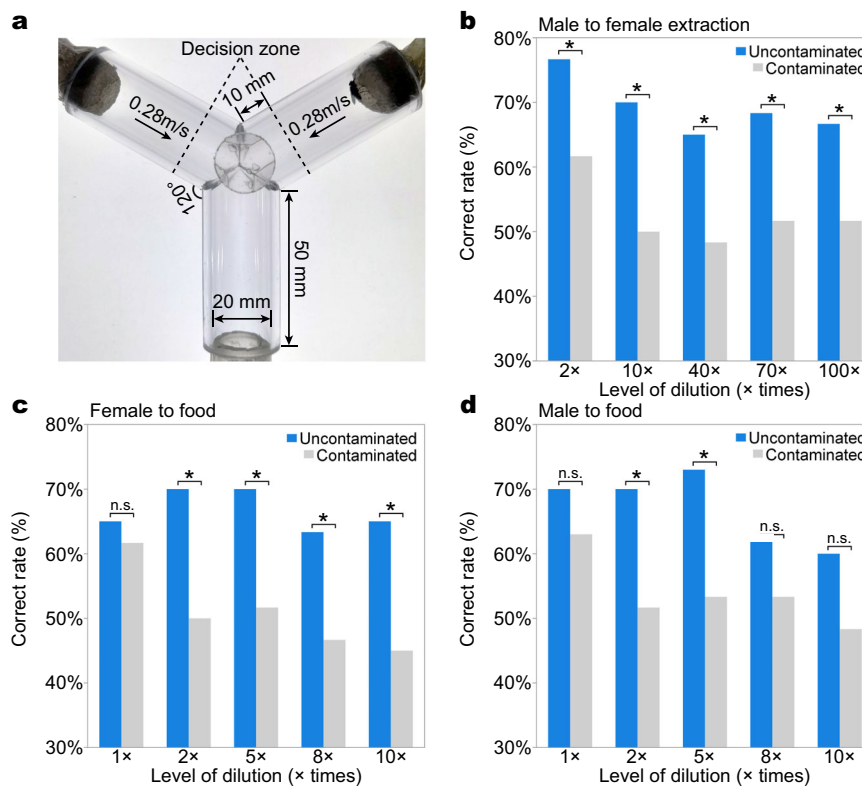 a
Decision zone
10 mm
0.28m/s
0.28m/s
120°
50 mm
20 mm
b
Male to female extraction
80%
70%
60%
50%
40%
30%
Correct rate (%)
Uncontaminated
Contaminated
*
*
*
*
*
2×
10×
40×
70×
100×
Level of dilution (× times)
c
Female to food
80%
70%
60%
50%
40%
30%
Correct rate (%)
Uncontaminated
Contaminated
n.s.
*
*
*
*
1×
2×
5×
8×
10×
Level of dilution (× times)
d
Male to food
80%
70%
60%
50%
40%
30%
Correct rate (%)
Uncontaminated
Contaminated
n.s.
*
*
n.s.
n.s.
1×
2×
5×
8×
10×
Level of dilution (× times)